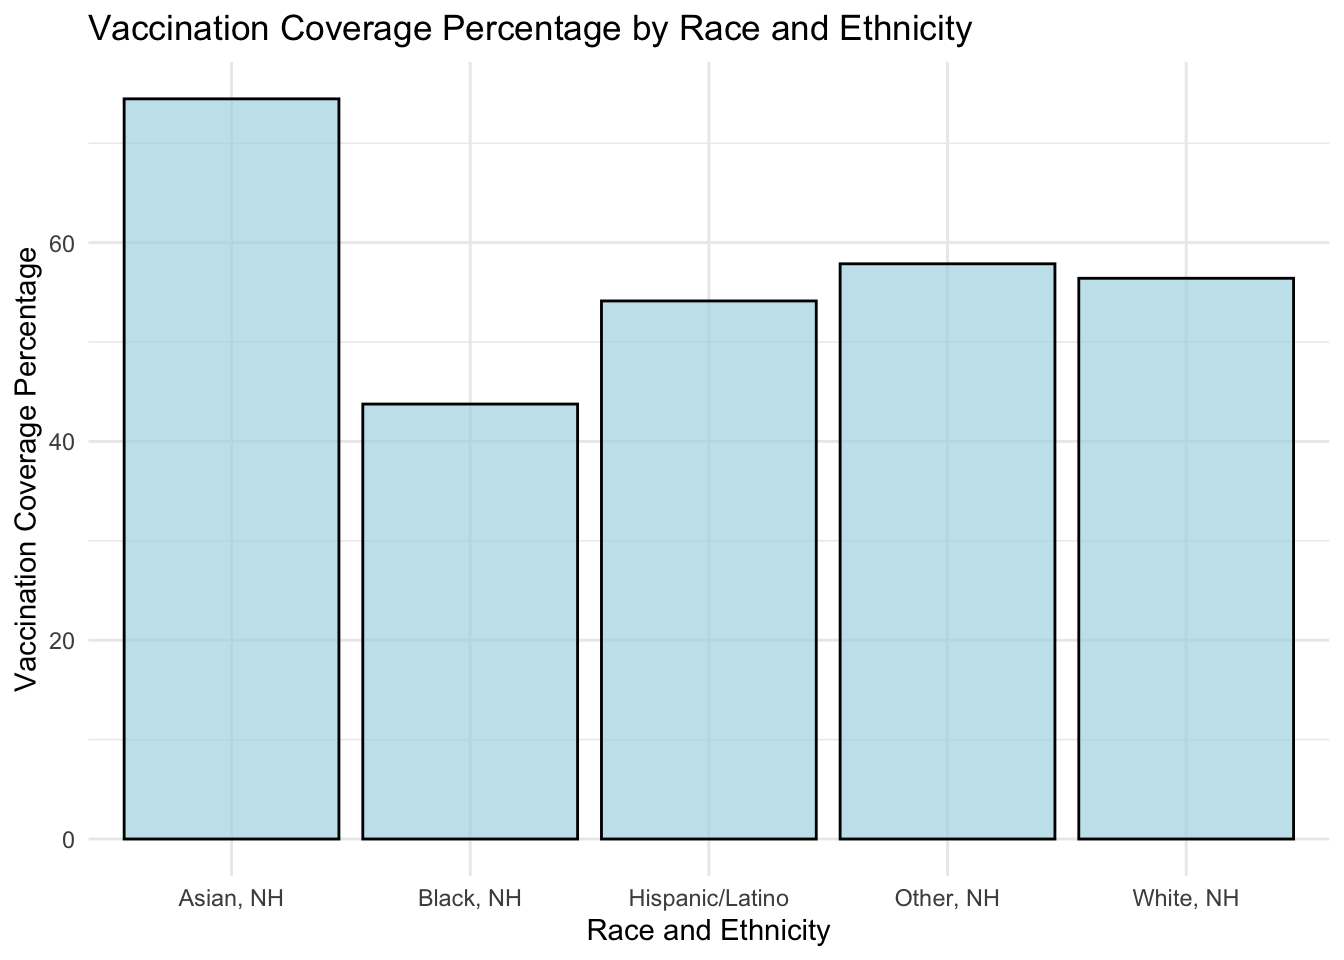 Vaccination Coverage Percentage by Race and Ethnicity
Vaccination Coverage Percentage
60
40
20
0
Asian, NH
Black, NH
Hispanic/Latino
Other, NH
White, NH
Race and Ethnicity